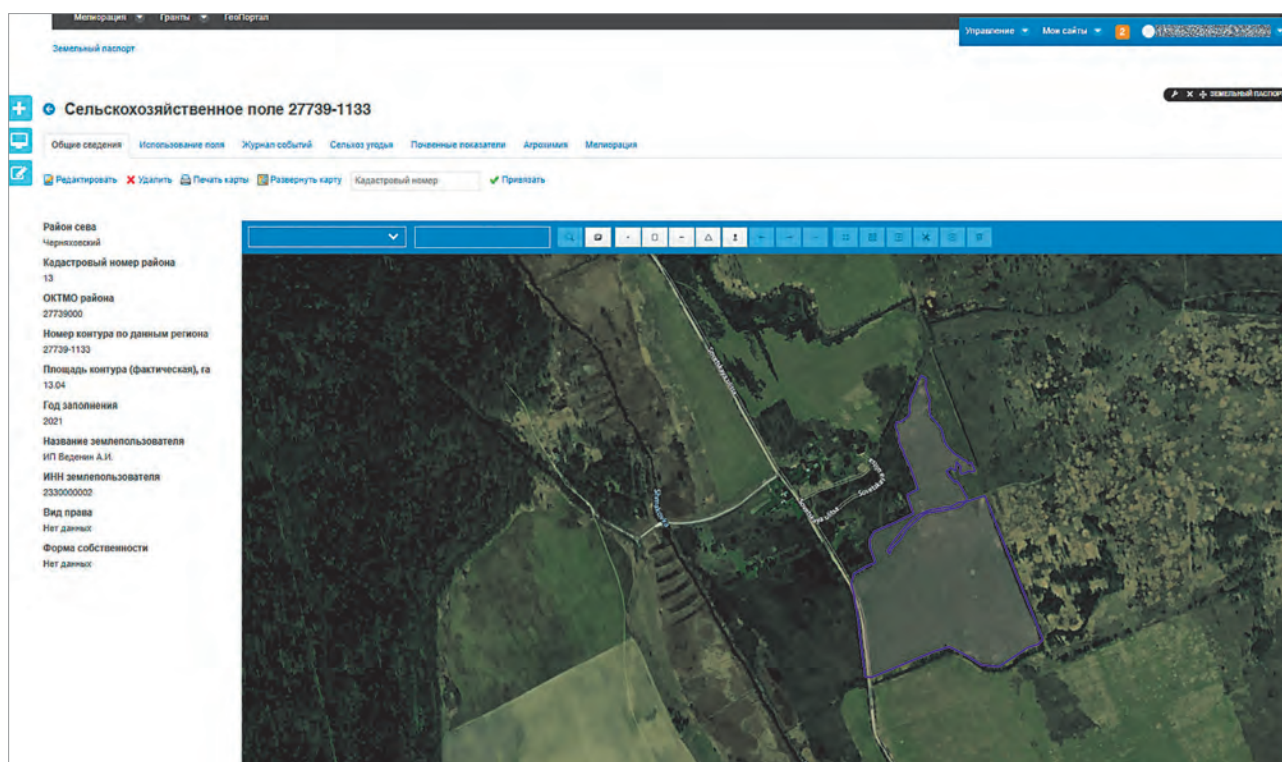 Мелиорация Гранты ГеоПортал
Управление Мои сайты 2
Земельный паспорт
ЗЕМЕЛЬНЫЙ ПАСПОР
Сельскохозяйственное поле 27739-1133
Общие сведения Использование поля Журнал событий Сельхоз угодья Почвенные показатели Агрохимия Мелиорация
Редактировать Удалить Печать карты Развернуть карту Кадастровый номер Привязать
Район сева
Черняховский
Кадастровый номер района
13
ОКТМО района
27739000
Номер контура по данным региона
27739-1133
Площадь контура (фактическая), га
13.04
Год заполнения
2021
Название землепользователя
ИП Веденин А.И.
ИНН землепользователя
2330000002
Вид права
Нет данных
Форма собственности
Нет данных